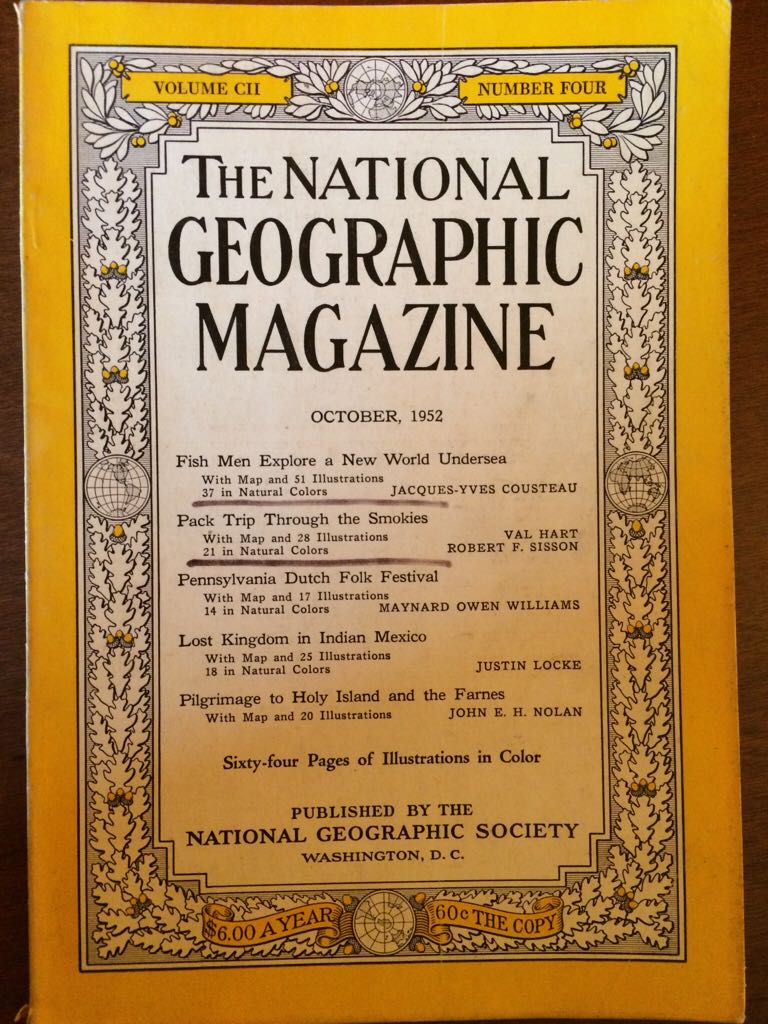 VOLUME CII NUMBER FOUR
THE NATIONAL
GEOGRAPHIC
MAGAZINE
OCTOBER, 1952
Fish Men Explore a New World Undersea
With Map and 51 Illustrations
37 in Natural Colors JACQUES-YVES COUSTEAU
Pack Trip Through the Smokies
With Map and 28 Illustrations VAL HART
21 in Natural Colors ROBERT F. SISSON
Pennsylvania Dutch Folk Festival
With Map and 17 Illustrations
14 in Natural Colors MAYNARD OWEN WILLIAMS
Lost Kingdom in Indian Mexico
With Map and 25 Illustrations
18 in Natural Colors JUSTIN LOCKE
Pilgrimage to Holy Island and the Farnes
With Map and 20 Illustrations JOHN E. H. NOLAN
Sixty-four Pages of Illustrations in Color
PUBLISHED BY THE
NATIONAL GEOGRAPHIC SOCIETY
WASHINGTON, D. C.
$6.00 A YEAR 60c THE COPY